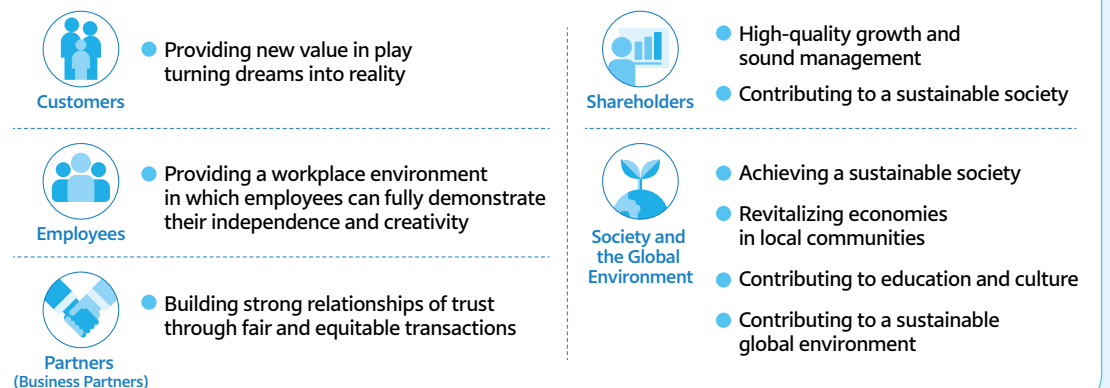 Customers
Providing new value in play
turning dreams into reality
Employees
Providing a workplace environment
in which employees can fully demonstrate
their independence and creativity
Partners
(Business Partners)
Building strong relationships of trust
through fair and equitable transactions
Shareholders
High-quality growth and
sound management
Contributing to a sustainable society
Society and
the Global
Environment
Achieving a sustainable society
Revitalizing economies
in local communities
Contributing to education and culture
Contributing to a sustainable
global environment